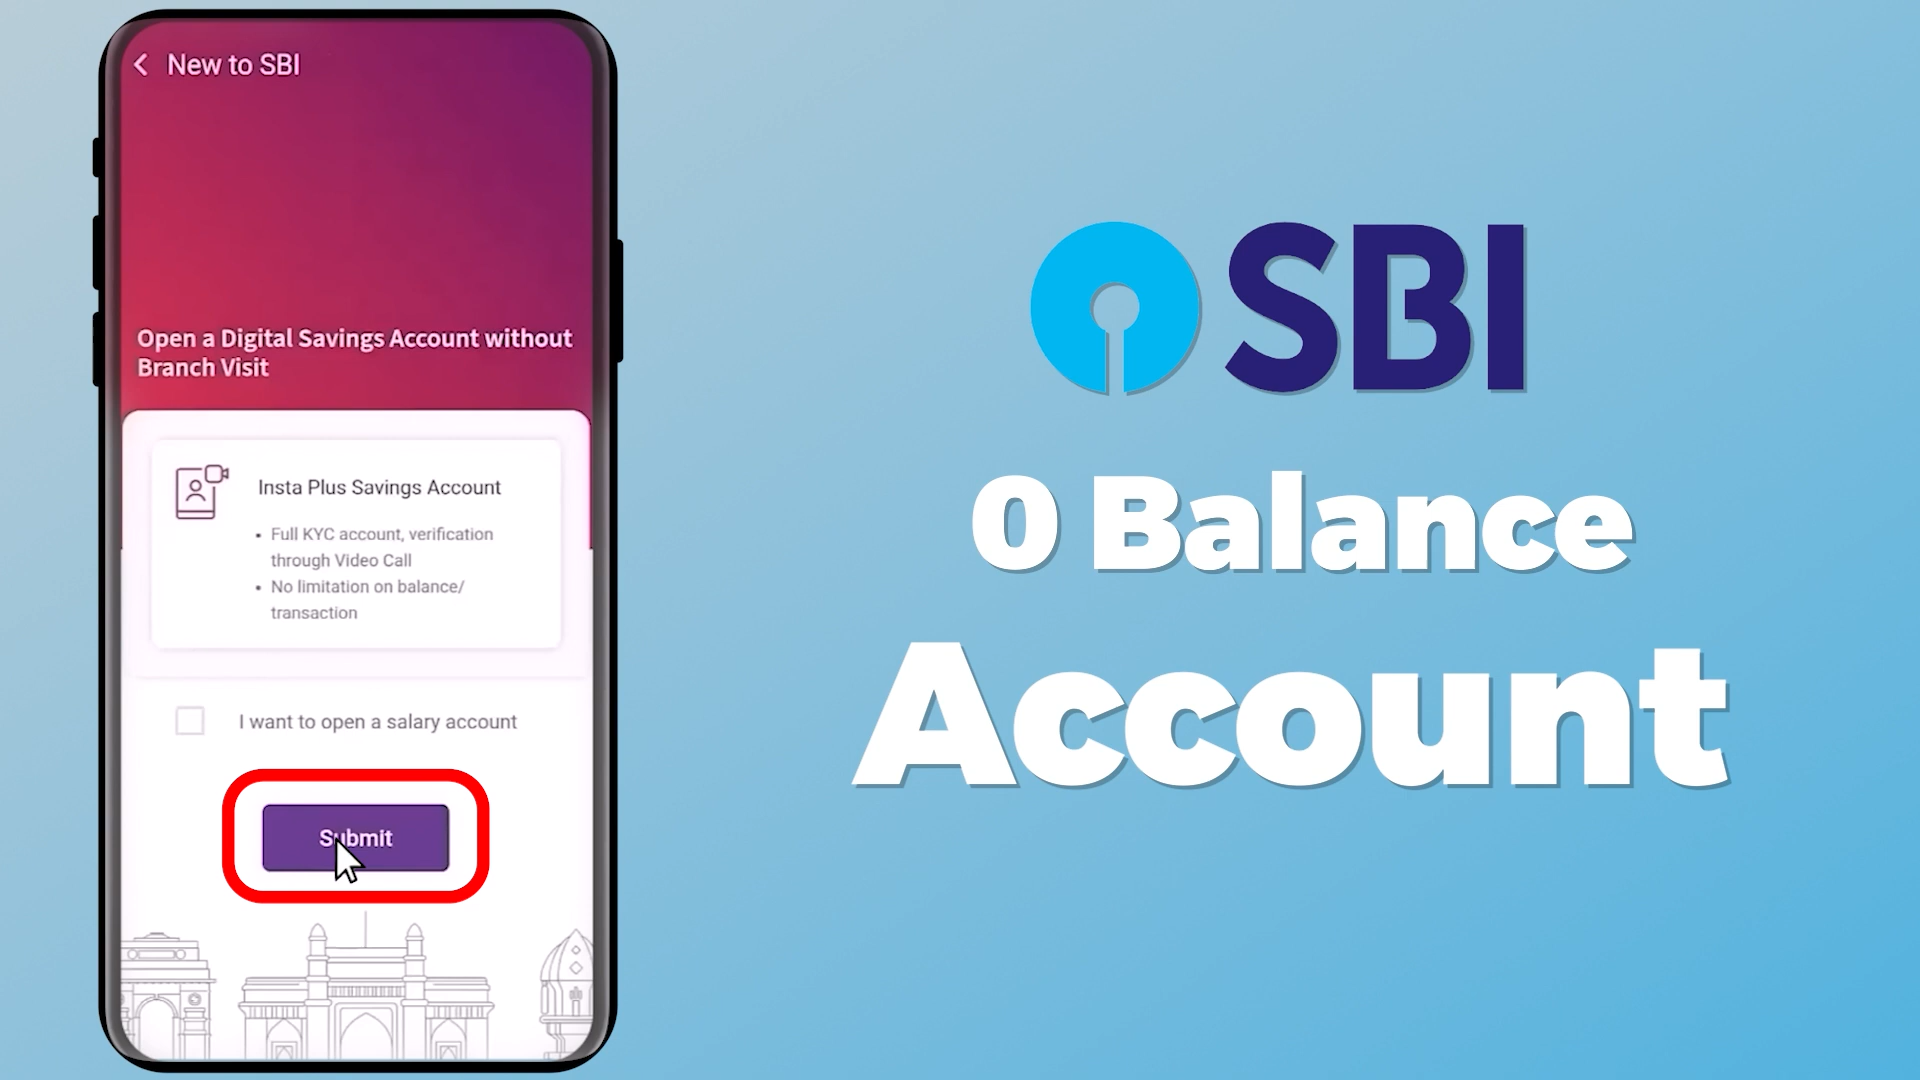 New to SBI
Open a Digital Savings Account without
Branch Visit
Insta Plus Savings Account
• Full KYC account, verification
through Video Call
• No limitation on balance/
transaction
I want to open a salary account
Submit
SBI
0 Balance
Account